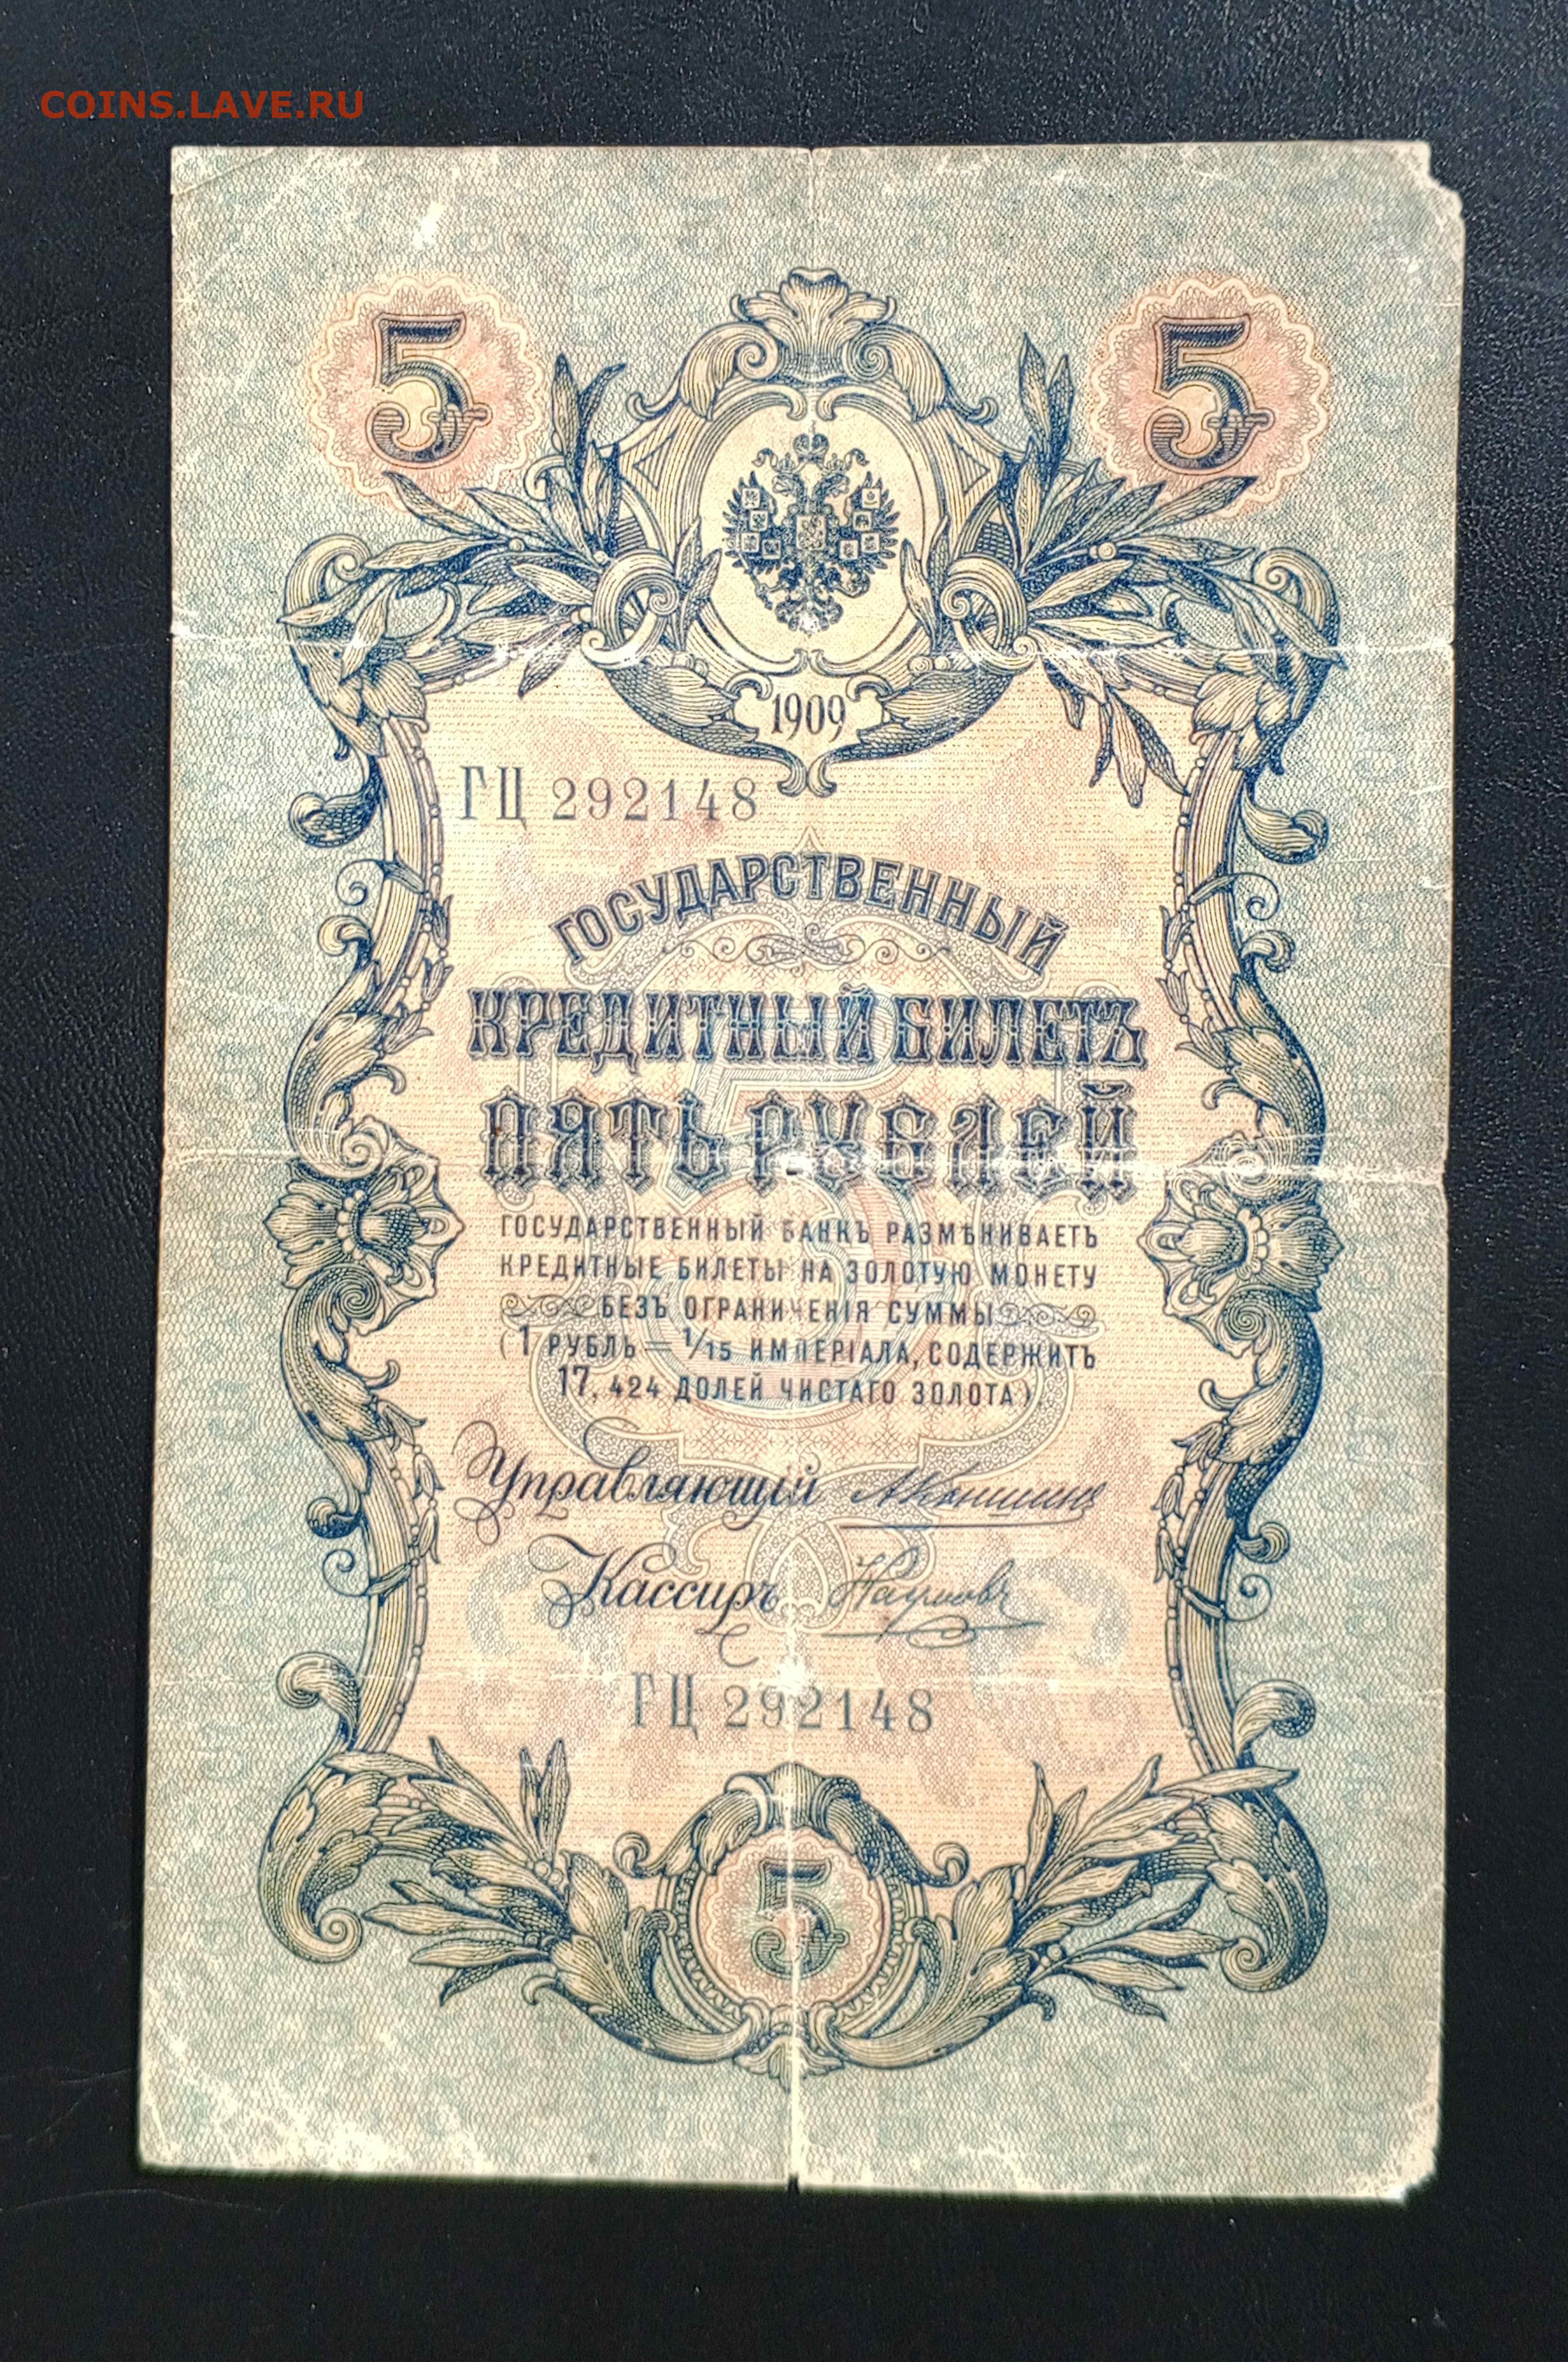 COINS.LAVE.RU
5 5
1909
ГЦ 292148
ГОСУДАРСТВЕННЫЙ
КРЕДИТНЫЙ БИЛЕТЪ
ПЯТЬ РУБЛЕЙ
ГОСУДАРСТВЕННЫЙ БАНКЪ РАЗМѢНИВАЕТЪ
КРЕДИТНЫЕ БИЛЕТЫ НА ЗОЛОТУЮ МОНЕТУ
БЕЗЪ ОГРАНИЧЕНІЯ СУММЫ
(1 РУБЛЬ = 1/15 ИМПЕРІАЛА, СОДЕРЖИТЪ
17,424 ДОЛЕЙ ЧИСТАГО ЗОЛОТА).
Управляющій АКоншинъ
Кассиръ Наумовъ
ГЦ 292148
5